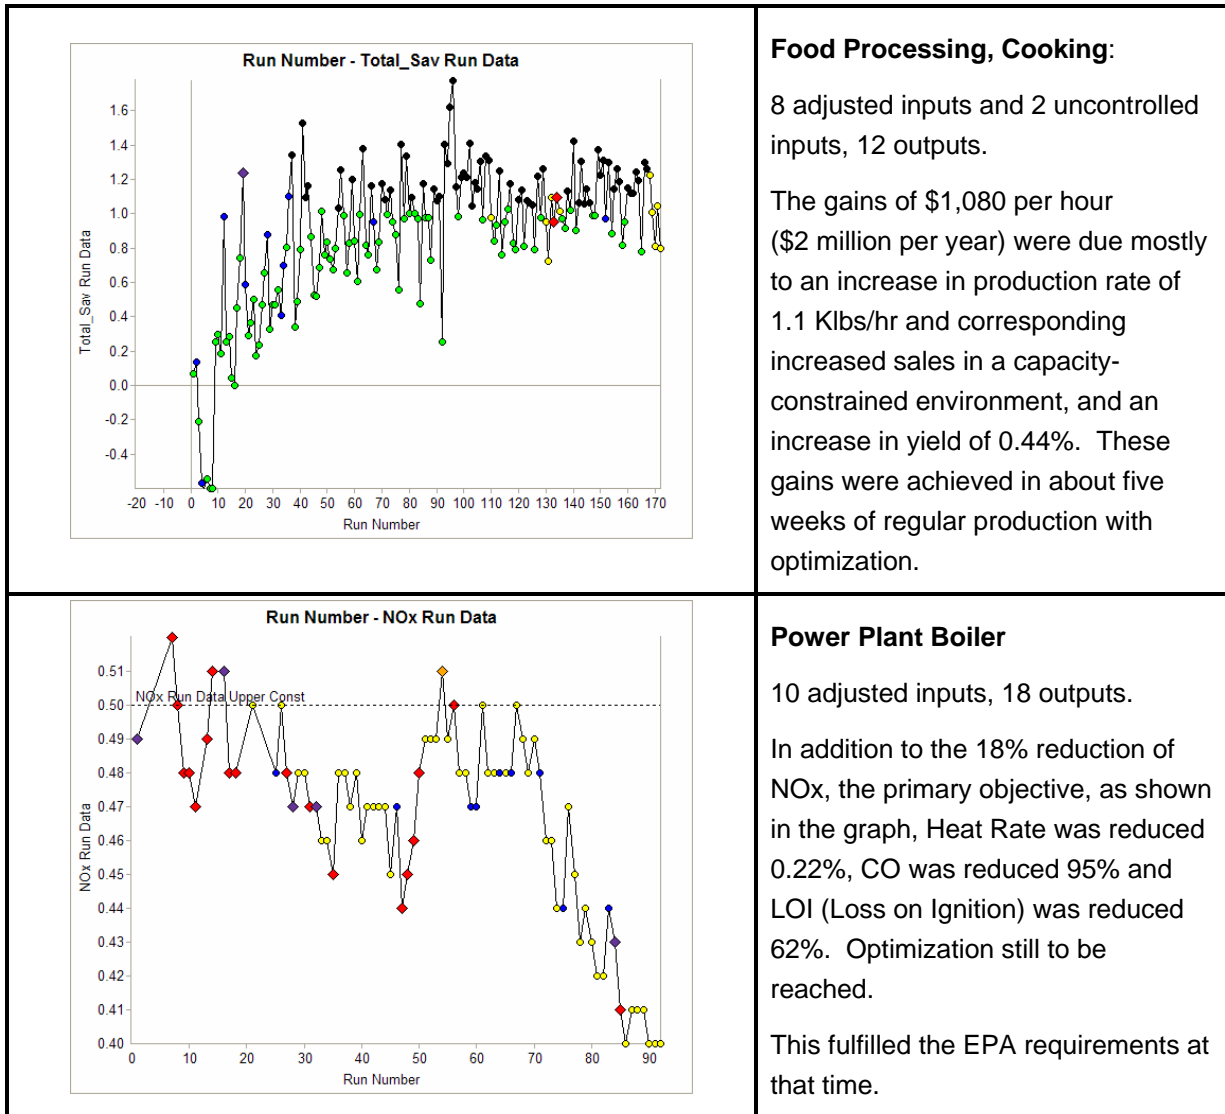 Run Number - Total_Sav Run Data
Total_Sav Run Data
1.6
1.4
1.2
1.0
0.8
0.6
0.4
0.2
0.0
-0.2
-0.4
-20 -10 0 10 20 30 40 50 60 70 80 90 100 110 120 130 140 150 160 170
Run Number
Food Processing, Cooking:
8 adjusted inputs and 2 uncontrolled
inputs, 12 outputs.
The gains of $1,080 per hour
($2 million per year) were due mostly
to an increase in production rate of
1.1 Klbs/hr and corresponding
increased sales in a capacity-
constrained environment, and an
increase in yield of 0.44%. These
gains were achieved in about five
weeks of regular production with
optimization.
Run Number - NOx Run Data
NOx Run Data
0.51
NOx Run Data Upper Const
0.50
0.49
0.48
0.47
0.46
0.45
0.44
0.43
0.42
0.41
0.40
0 10 20 30 40 50 60 70 80 90
Run Number
Power Plant Boiler
10 adjusted inputs, 18 outputs.
In addition to the 18% reduction of
NOx, the primary objective, as shown
in the graph, Heat Rate was reduced
0.22%, CO was reduced 95% and
LOI (Loss on Ignition) was reduced
62%. Optimization still to be
reached.
This fulfilled the EPA requirements at
that time.